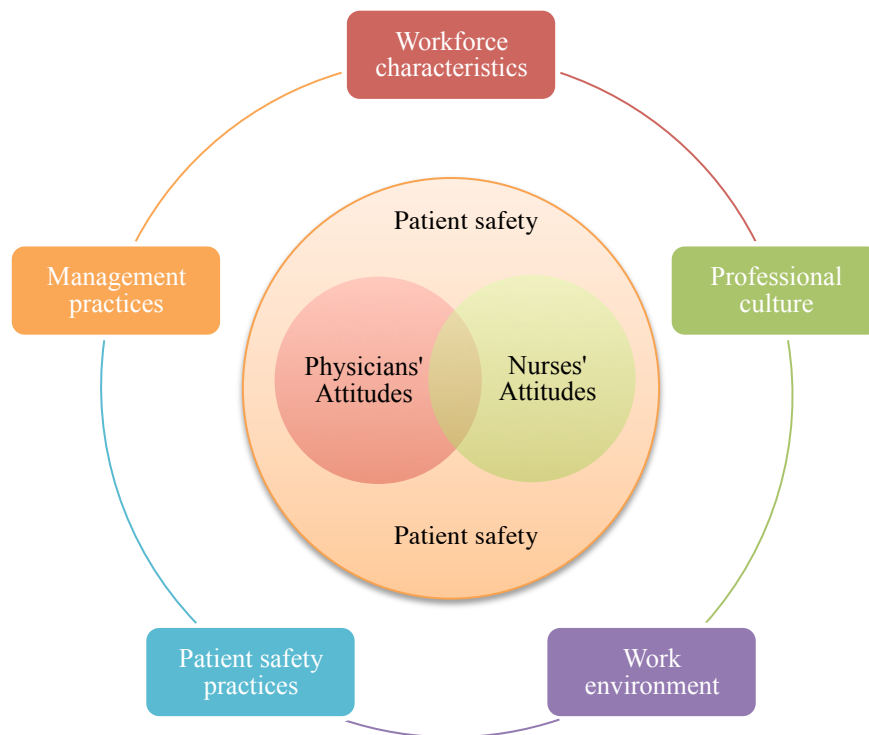 Workforce
characteristics
Patient safety
Management
practices
Professional
culture
Physicians'
Attitudes
Nurses'
Attitudes
Patient safety
Patient safety
practices
Work
environment